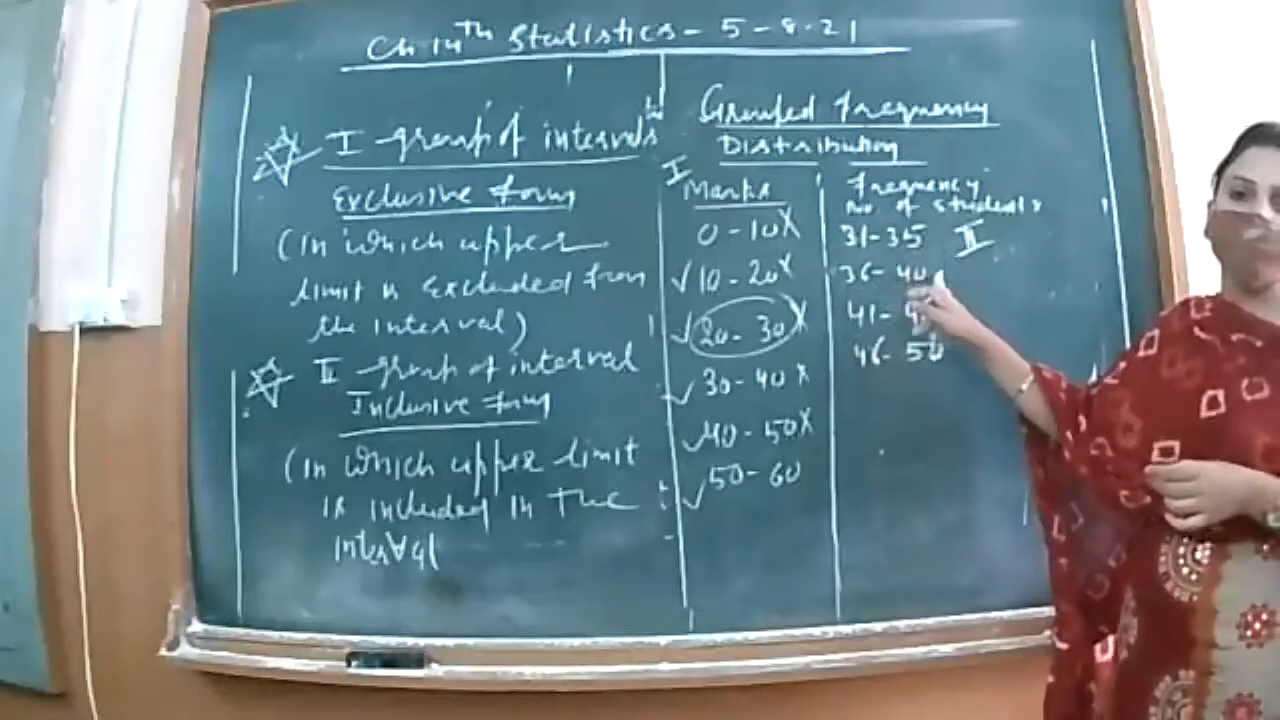 Statistics - 5-8-21
I group of intervals
Exclusive form
(In which upper
limit is excluded from
the interval)
II group of interval
Inclusive form
(In which upper limit
is included in the
interval
Grouped Frequency
Distribution
I
Marks
0-10 X
✓ 10-20 X
✓ 20-30 X
✓ 30-40 X
✓ 40-50 X
✓ 50-60
Frequency
No of students
31-35 II
36-40
41-
46-50